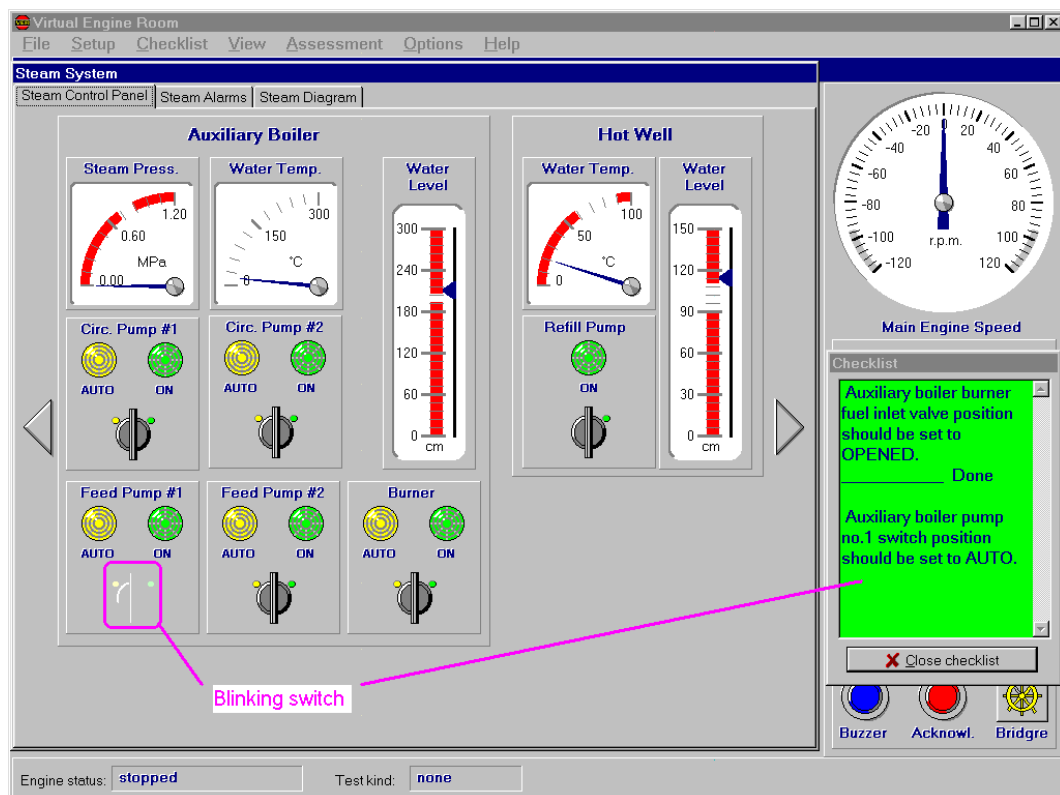 Virtual Engine Room
File Setup Checklist View Assessment Options Help
Steam System
Steam Control Panel Steam Alarms Steam Diagram
Auxiliary Boiler
Steam Press.
1.20
0.60
MPa
0.00
Water Temp.
300
150
°C
0
Water
Level
300
240
180
120
60
0
cm
Circ. Pump #1
AUTO ON
Circ. Pump #2
AUTO ON
Feed Pump #1
AUTO ON
Feed Pump #2
AUTO ON
Burner
AUTO ON
Hot Well
Water Temp.
100
50
°C
0
Water
Level
150
120
90
60
30
0
cm
Refill Pump
ON
Blinking switch
-20 0 20
-40 40
-60 60
-80 80
-100 r.p.m. 100
-120 120
Main Engine Speed
Checklist
Auxiliary boiler burner
fuel inlet valve position
should be set to
OPENED.
______________ Done
Auxiliary boiler pump
no.1 switch position
should be set to AUTO.
Close checklist
Buzzer Acknowl. Bridgre
Engine status: stopped Test kind: none